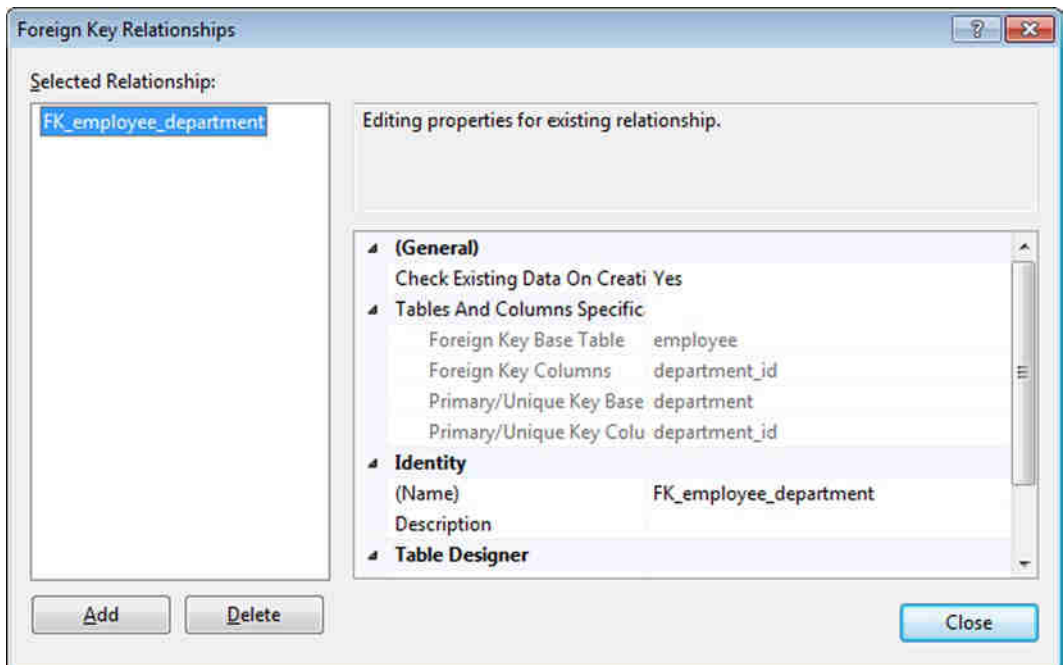 Foreign Key Relationships
Selected Relationship:
FK_employee_department
Editing properties for existing relationship.
(General)
Check Existing Data On Creati Yes
Tables And Columns Specific
Foreign Key Base Table employee
Foreign Key Columns department_id
Primary/Unique Key Base department
Primary/Unique Key Colu department_id
Identity
(Name) FK_employee_department
Description
Table Designer
Add Delete
Close